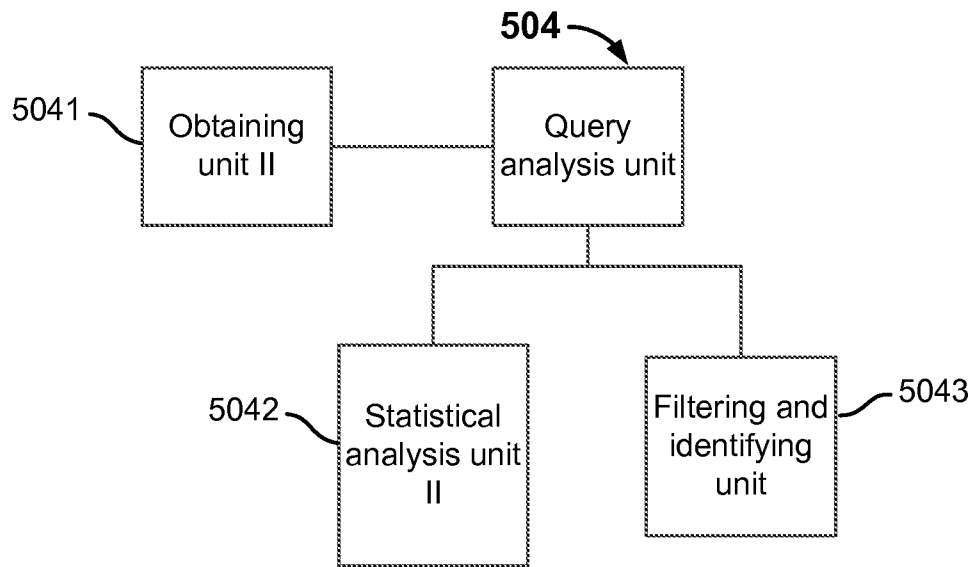 504
5041
Obtaining
unit II
Query
analysis unit
5042
Statistical
analysis unit
II
Filtering and
identifying
unit
5043